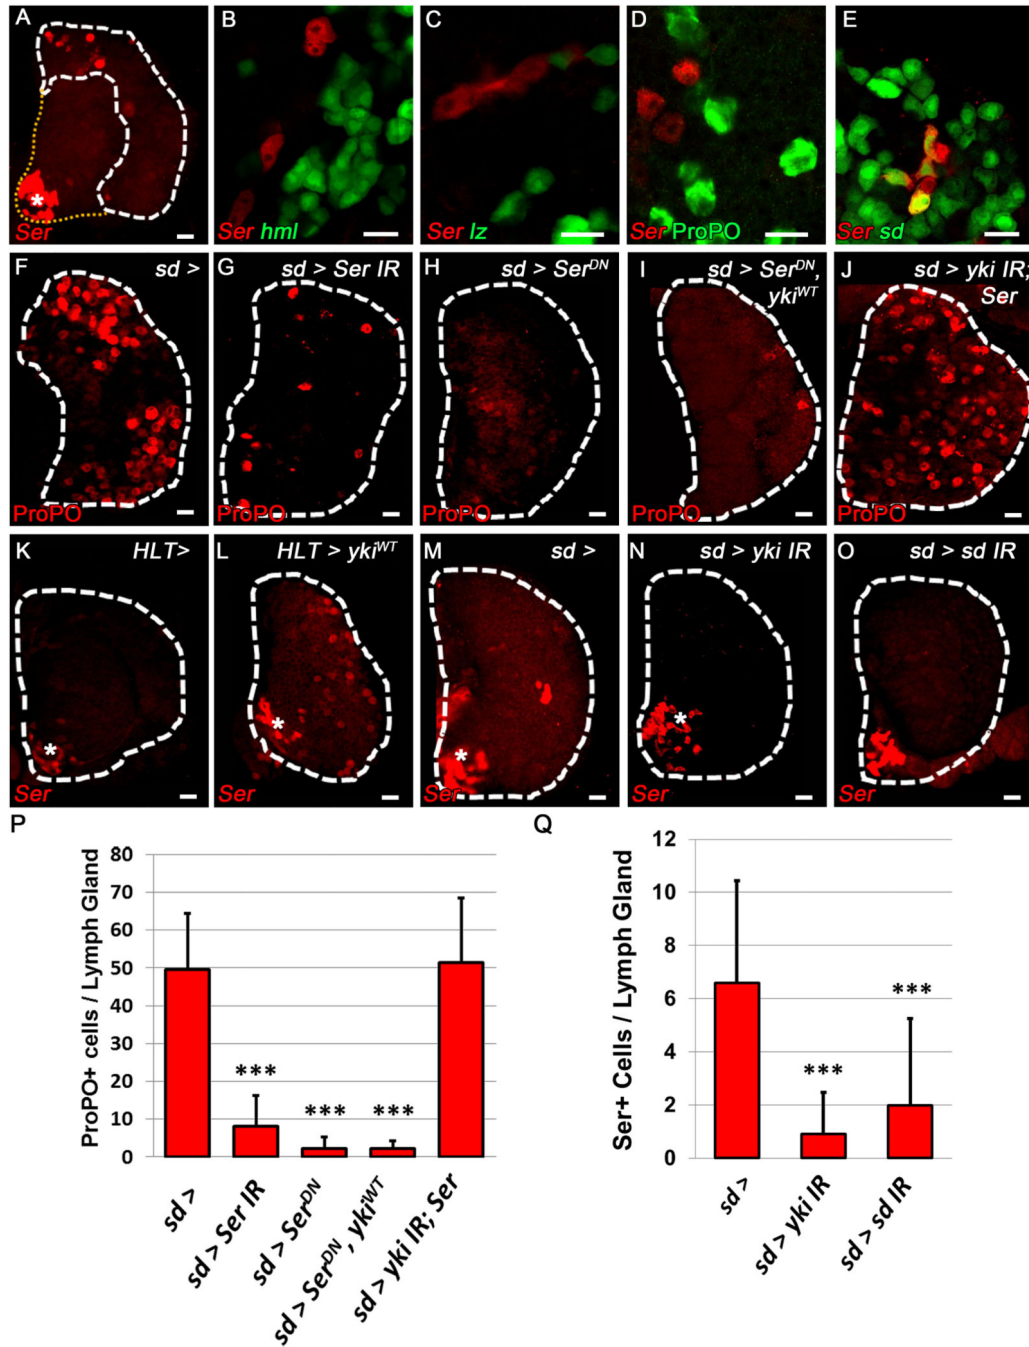 A
Ser
B
Ser hml
C
Ser lz
D
Ser ProPO
E
Ser sd
F
sd >
ProPO
G
sd > Ser IR
ProPO
H
sd > Ser^DN
ProPO
I
sd > Ser^DN,
yki^WT
ProPO
J
sd > yki IR;
Ser
ProPO
K
HLT>
Ser
*
L
HLT > yki^WT
Ser
*
M
sd >
Ser
*
N
sd > yki IR
Ser
*
O
sd > sd IR
Ser
P
ProPO+ cells / Lymph Gland
80
70
60
50
40
30
20
10
0
***
***
***
sd >
sd > Ser IR
sd > Ser^DN
sd > Ser^DN, yki^WT
sd > yki IR; Ser
Q
Ser+ Cells / Lymph Gland
12
10
8
6
4
2
0
***
***
sd >
sd > yki IR
sd > sd IR